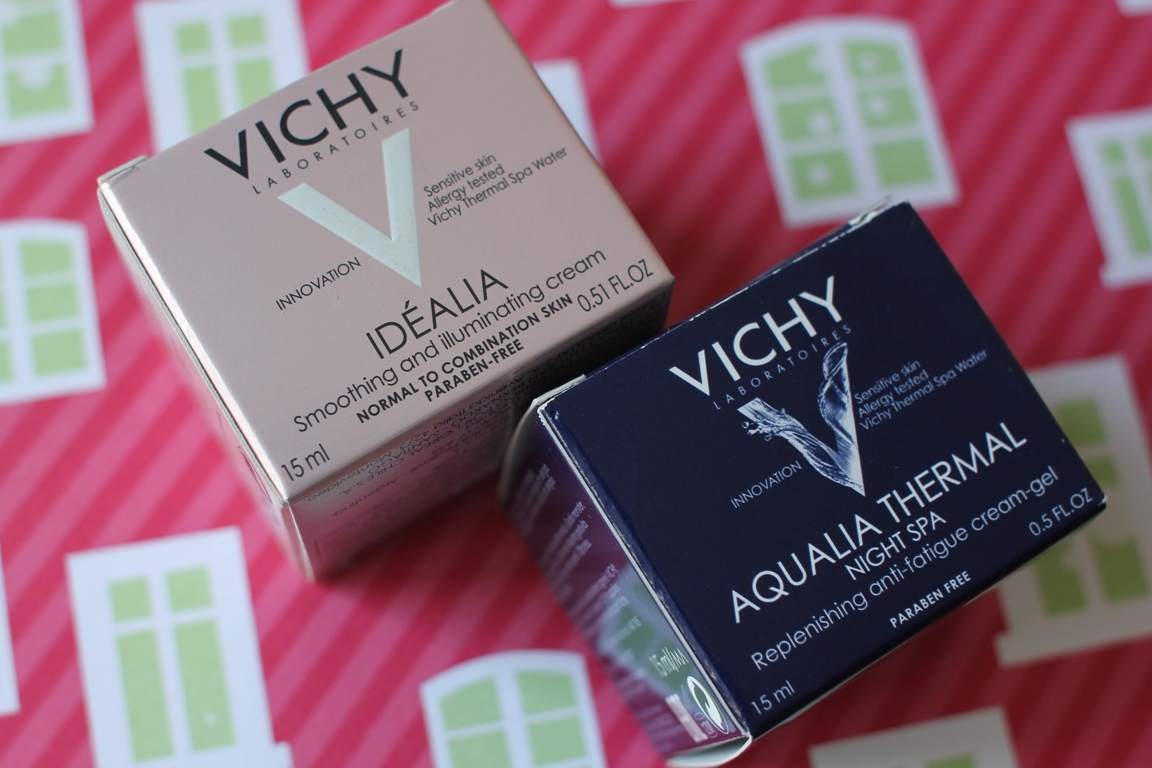 VICHY
LABORATOIRES
Sensitive skin
Allergy tested
Vichy Thermal Spa Water
INNOVATION
IDÉALIA
Smoothing and illuminating cream
NORMAL TO COMBINATION SKIN
PARABEN-FREE
15 ml
0.51 FL.OZ
VICHY
LABORATOIRES
Sensitive skin
Allergy tested
Vichy Thermal Spa Water
INNOVATION
AQUALIA THERMAL
NIGHT SPA
Replenishing anti-fatigue cream-gel
PARABEN FREE
15 ml
0.5 FL.OZ